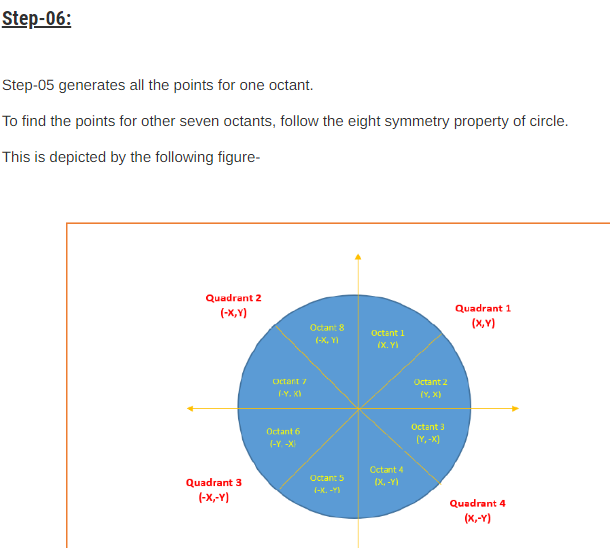 Step-06:
Step-05 generates all the points for one octant.
To find the points for other seven octants, follow the eight symmetry property of circle.
This is depicted by the following figure-
Quadrant 2
(-X,Y)
Quadrant 1
(X,Y)
Octant 8
(-X, Y)
Octant 1
(X, Y)
Octant 7
(-Y, X)
Octant 2
(Y, X)
Octant 6
(-Y, -X)
Octant 3
(Y, -X)
Octant 5
(-X, -Y)
Octant 4
(X, -Y)
Quadrant 3
(-X,-Y)
Quadrant 4
(X,-Y)